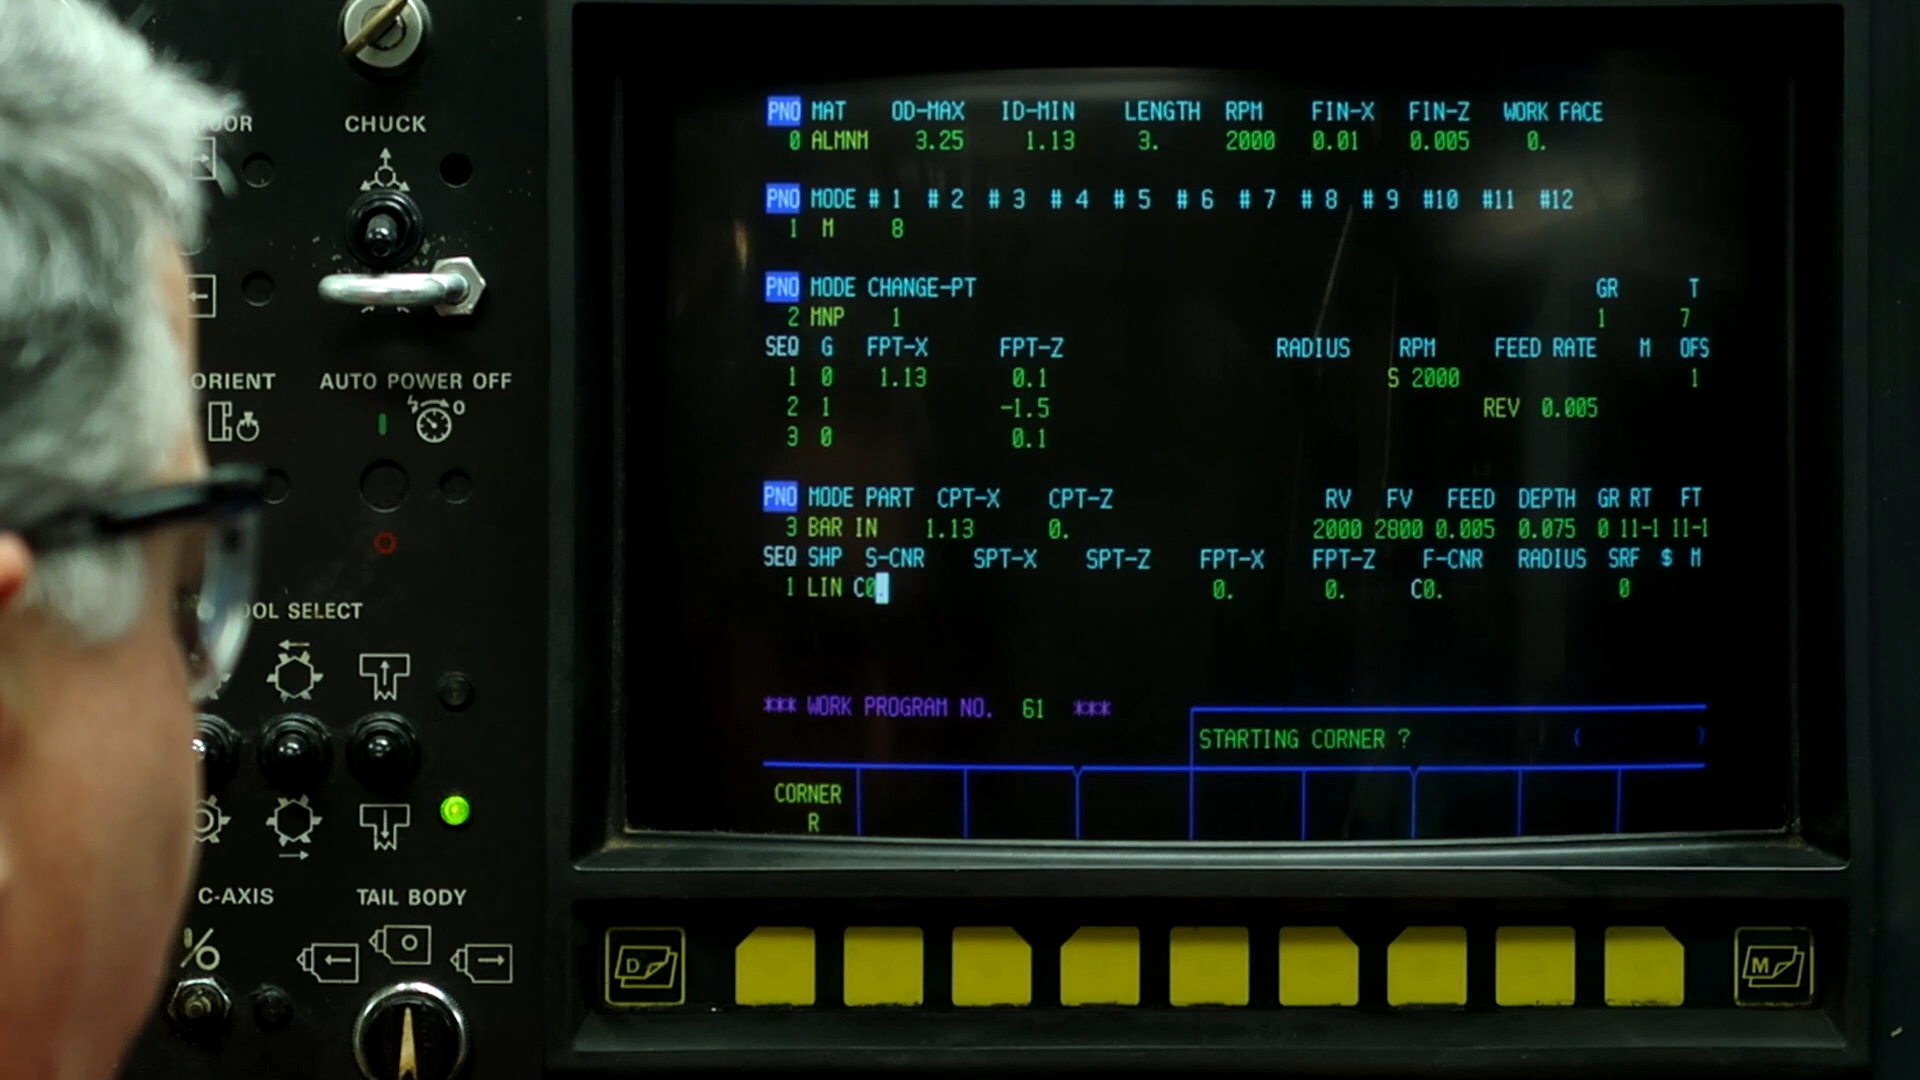 CHUCK
ORIENT
AUTO POWER OFF
O
TOOL SELECT
C-AXIS
TAIL BODY
PNO MAT OD-MAX ID-MIN LENGTH RPM FIN-X FIN-Z WORK FACE
0 ALMNM 3.25 1.13 3. 2000 0.01 0.005 0.
PNO MODE # 1 # 2 # 3 # 4 # 5 # 6 # 7 # 8 # 9 #10 #11 #12
1 M 8
PNO MODE CHANGE-PT GR T
2 MNP 1 1 7
SEQ G FPT-X FPT-Z RADIUS RPM FEED RATE M OFS
1 0 1.13 0.1 S 2000 1
2 1 -1.5 REV 0.005
3 0 0.1
PNO MODE PART CPT-X CPT-Z RV FV FEED DEPTH GR RT FT
3 BAR IN 1.13 0. 2000 2800 0.005 0.075 0 11-1 11-1
SEQ SHP S-CNR SPT-X SPT-Z FPT-X FPT-Z F-CNR RADIUS SRF $ M
1 LIN C0. 0. 0. C0. 0
*** WORK PROGRAM NO. 61 ***
STARTING CORNER ? ( )
CORNER
R
D
M